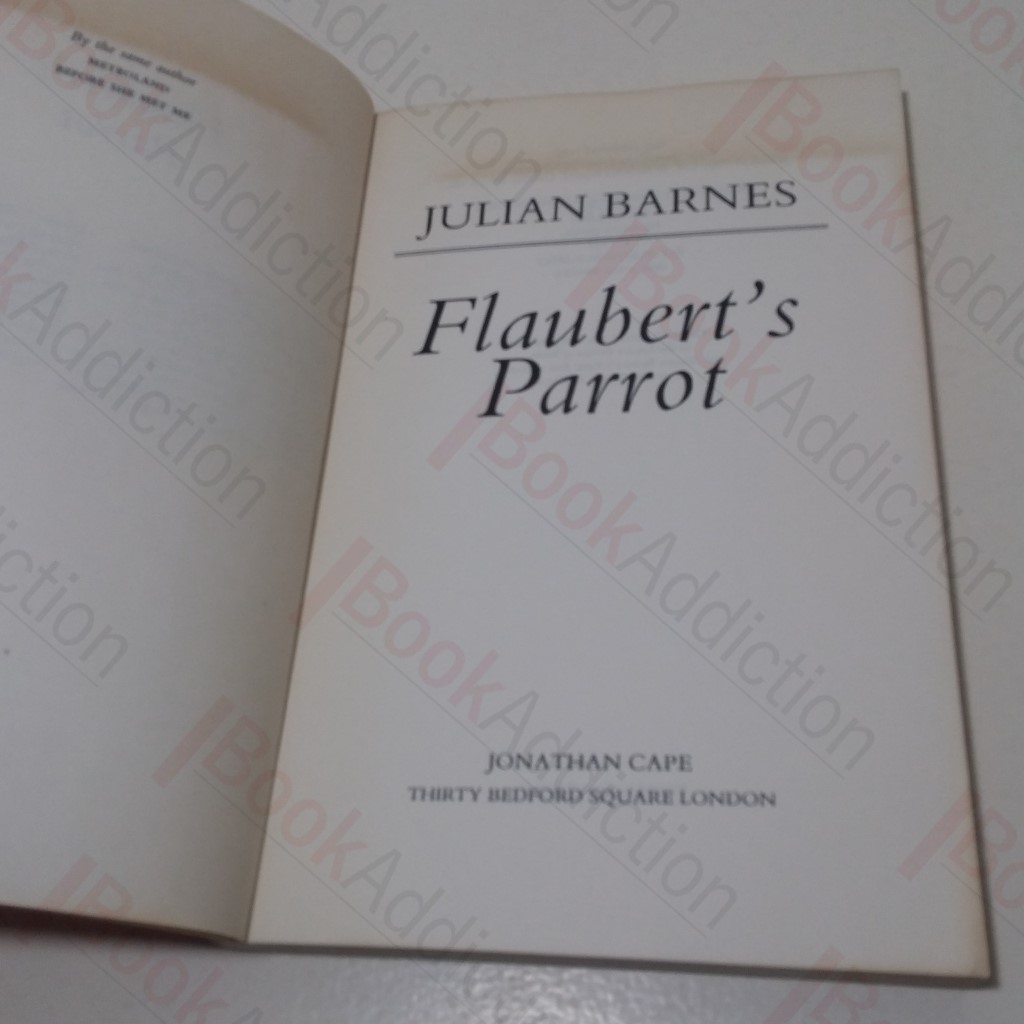 By the same author
METROLAND
BEFORE SHE MET ME
JULIAN BARNES
Flaubert's
Parrot
JONATHAN CAPE
THIRTY BEDFORD SQUARE LONDON
BookAddiction